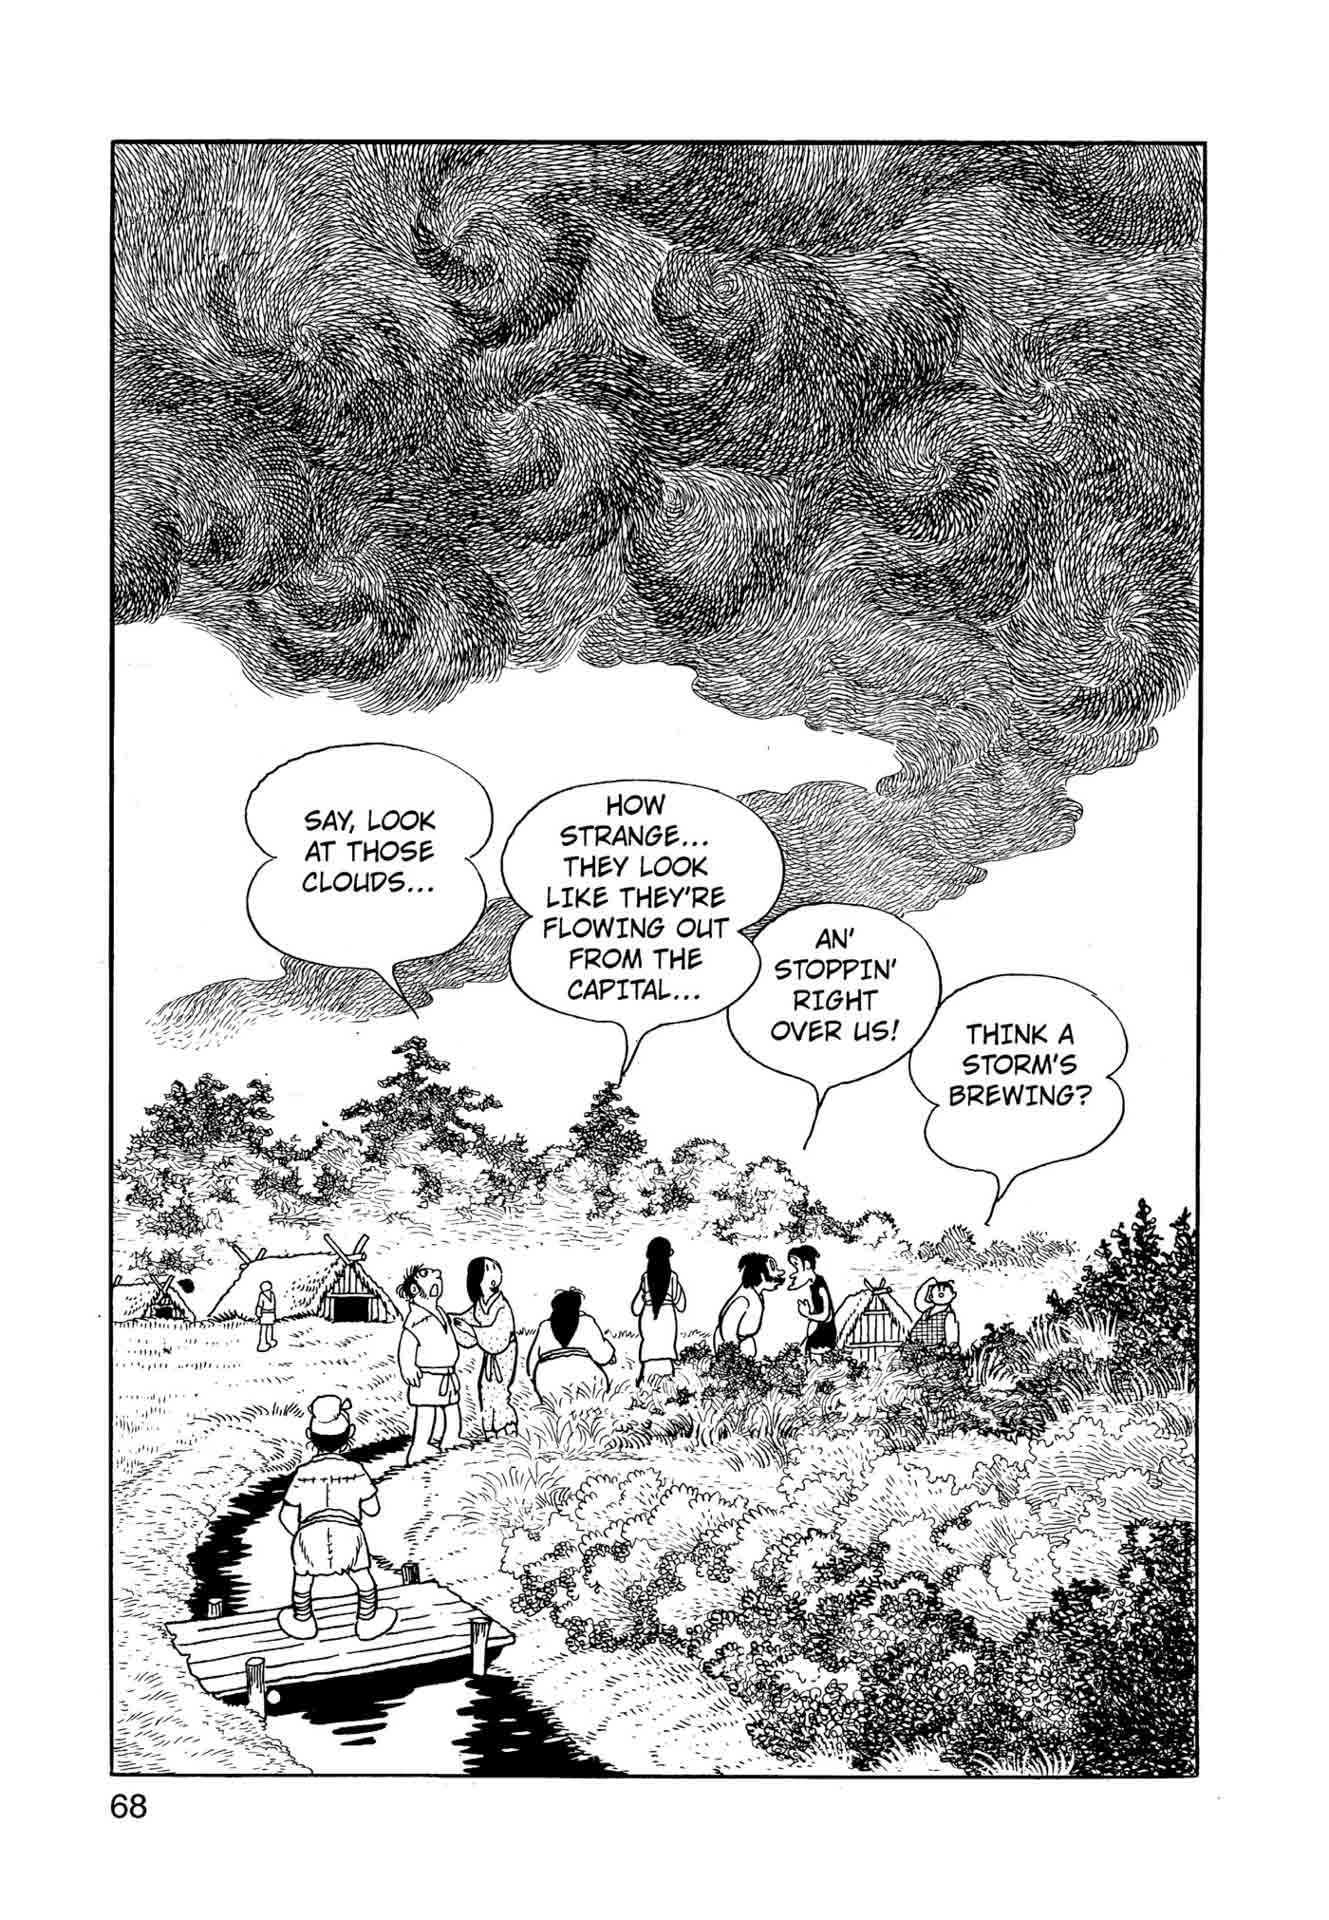 SAY, LOOK
AT THOSE
CLOUDS...
HOW
STRANGE...
THEY LOOK
LIKE THEY'RE
FLOWING OUT
FROM THE
CAPITAL...
AN'
STOPPIN'
RIGHT
OVER US!
THINK A
STORM'S
BREWING?
68